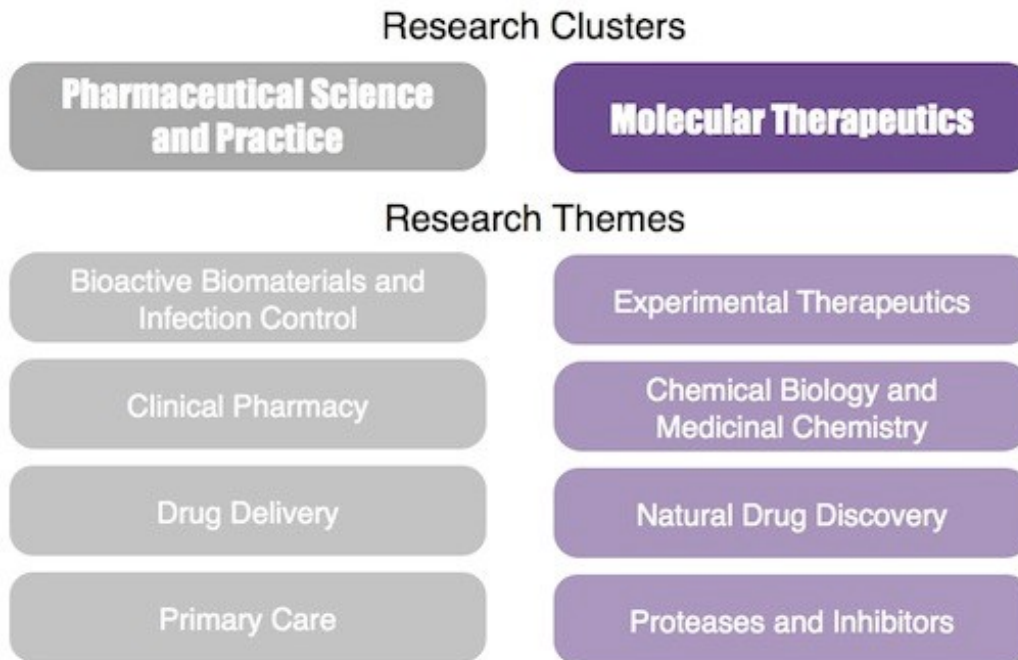 Research Clusters
Pharmaceutical Science
and Practice
Molecular Therapeutics
Research Themes
Bioactive Biomaterials and
Infection Control
Experimental Therapeutics
Clinical Pharmacy
Chemical Biology and
Medicinal Chemistry
Drug Delivery
Natural Drug Discovery
Primary Care
Proteases and Inhibitors